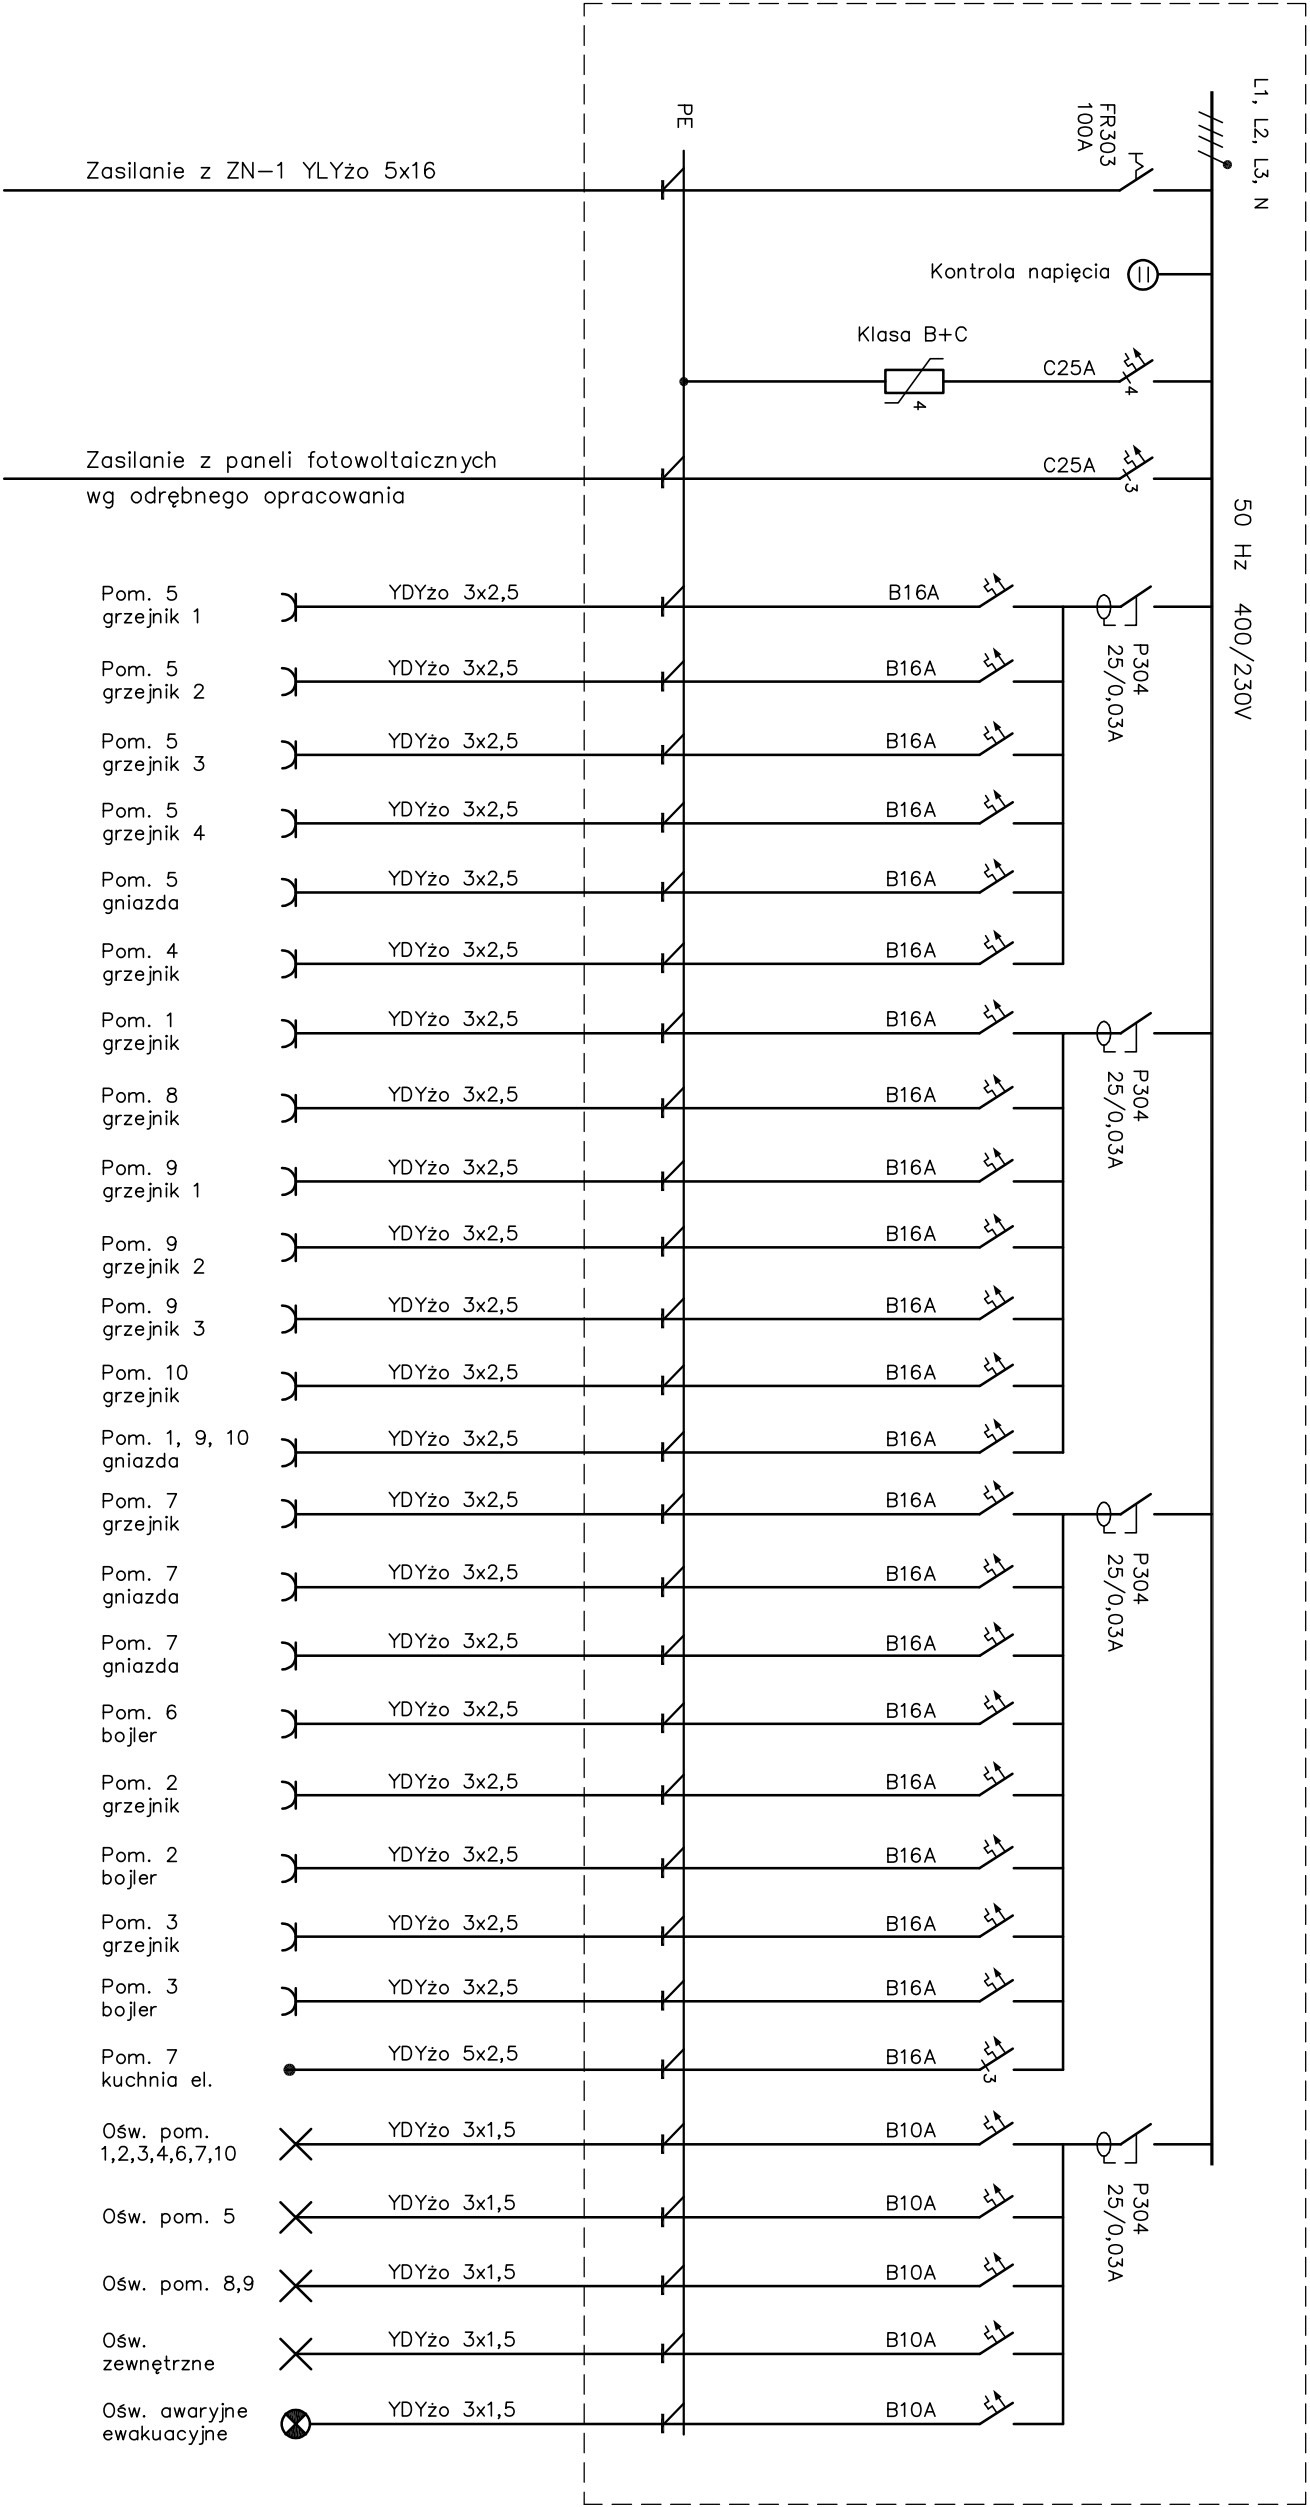 L1, L2, L3, N
PE
FR303
100A
Zasilanie z ZN-1 YLYżo 5x16
Kontrola napięcia
Klasa B+C
C25A
4
4
Zasilanie z paneli fotowoltaicznych
wg odrębnego opracowania
C25A
3
50 Hz 400/230V
Pom. 5
grzejnik 1
YDYżo 3x2,5
B16A
P304
25/0,03A
Pom. 5
grzejnik 2
YDYżo 3x2,5
B16A
Pom. 5
grzejnik 3
YDYżo 3x2,5
B16A
Pom. 5
grzejnik 4
YDYżo 3x2,5
B16A
Pom. 5
gniazda
YDYżo 3x2,5
B16A
Pom. 4
grzejnik
YDYżo 3x2,5
B16A
Pom. 1
grzejnik
YDYżo 3x2,5
B16A
P304
25/0,03A
Pom. 8
grzejnik
YDYżo 3x2,5
B16A
Pom. 9
grzejnik 1
YDYżo 3x2,5
B16A
Pom. 9
grzejnik 2
YDYżo 3x2,5
B16A
Pom. 9
grzejnik 3
YDYżo 3x2,5
B16A
Pom. 10
grzejnik
YDYżo 3x2,5
B16A
Pom. 1, 9, 10
gniazda
YDYżo 3x2,5
B16A
Pom. 7
grzejnik
YDYżo 3x2,5
B16A
P304
25/0,03A
Pom. 7
gniazda
YDYżo 3x2,5
B16A
Pom. 7
gniazda
YDYżo 3x2,5
B16A
Pom. 6
bojler
YDYżo 3x2,5
B16A
Pom. 2
grzejnik
YDYżo 3x2,5
B16A
Pom. 2
bojler
YDYżo 3x2,5
B16A
Pom. 3
grzejnik
YDYżo 3x2,5
B16A
Pom. 3
bojler
YDYżo 3x2,5
B16A
Pom. 7
kuchnia el.
YDYżo 5x2,5
B16A
3
Ośw. pom.
1,2,3,4,6,7,10
YDYżo 3x1,5
B10A
P304
25/0,03A
Ośw. pom. 5
YDYżo 3x1,5
B10A
Ośw. pom. 8,9
YDYżo 3x1,5
B10A
Ośw.
zewnętrzne
YDYżo 3x1,5
B10A
Ośw. awaryjne
ewakuacyjne
YDYżo 3x1,5
B10A